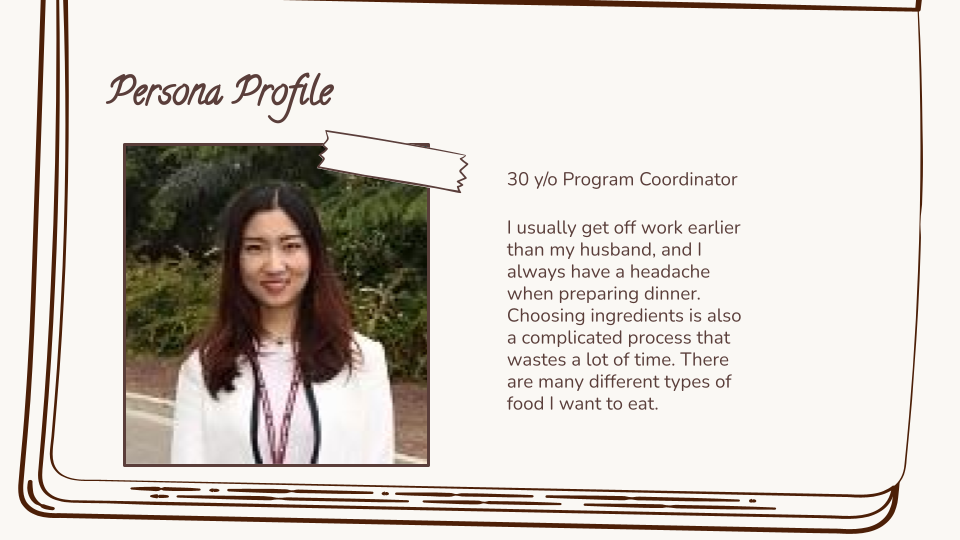 Persona Profile
30 y/o Program Coordinator
I usually get off work earlier
than my husband, and I
always have a headache
when preparing dinner.
Choosing ingredients is also
a complicated process that
wastes a lot of time. There
are many different types of
food I want to eat.